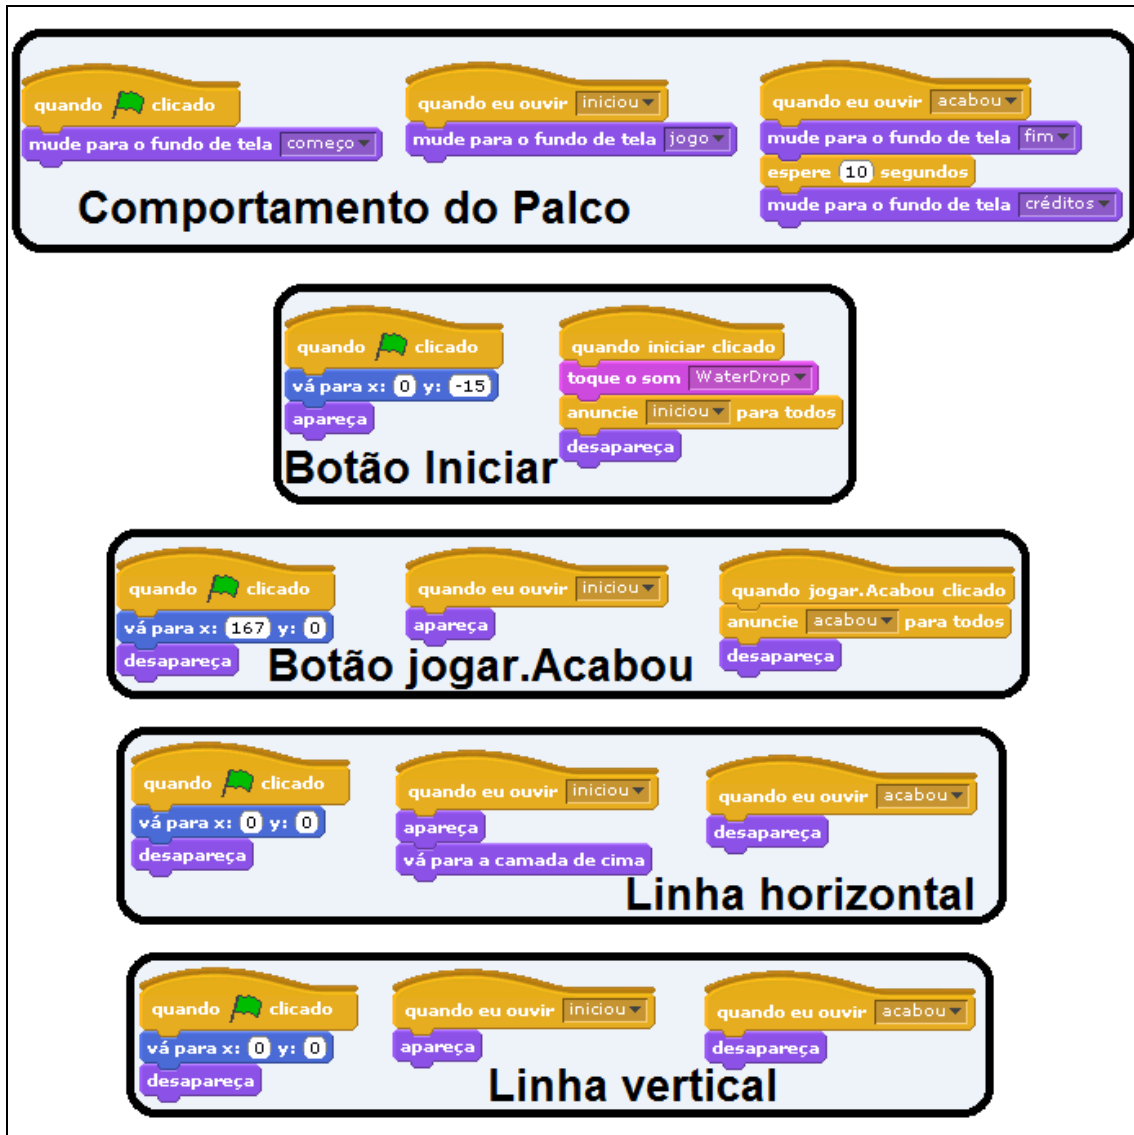 quando clicado
mude para o fundo de tela começo
quando eu ouvir iniciou
mude para o fundo de tela jogo
quando eu ouvir acabou
mude para o fundo de tela fim
espere 10 segundos
mude para o fundo de tela créditos
Comportamento do Palco
quando clicado
vá para x: 0 y: -15
apareça
quando iniciar clicado
toque o som WaterDrop
anuncie iniciou para todos
desapareça
Botão Iniciar
quando clicado
vá para x: 167 y: 0
desapareça
quando eu ouvir iniciou
apareça
quando jogar.Acabou clicado
anuncie acabou para todos
desapareça
Botão jogar.Acabou
quando clicado
vá para x: 0 y: 0
desapareça
quando eu ouvir iniciou
apareça
vá para a camada de cima
quando eu ouvir acabou
desapareça
Linha horizontal
quando clicado
vá para x: 0 y: 0
desapareça
quando eu ouvir iniciou
apareça
quando eu ouvir acabou
desapareça
Linha vertical